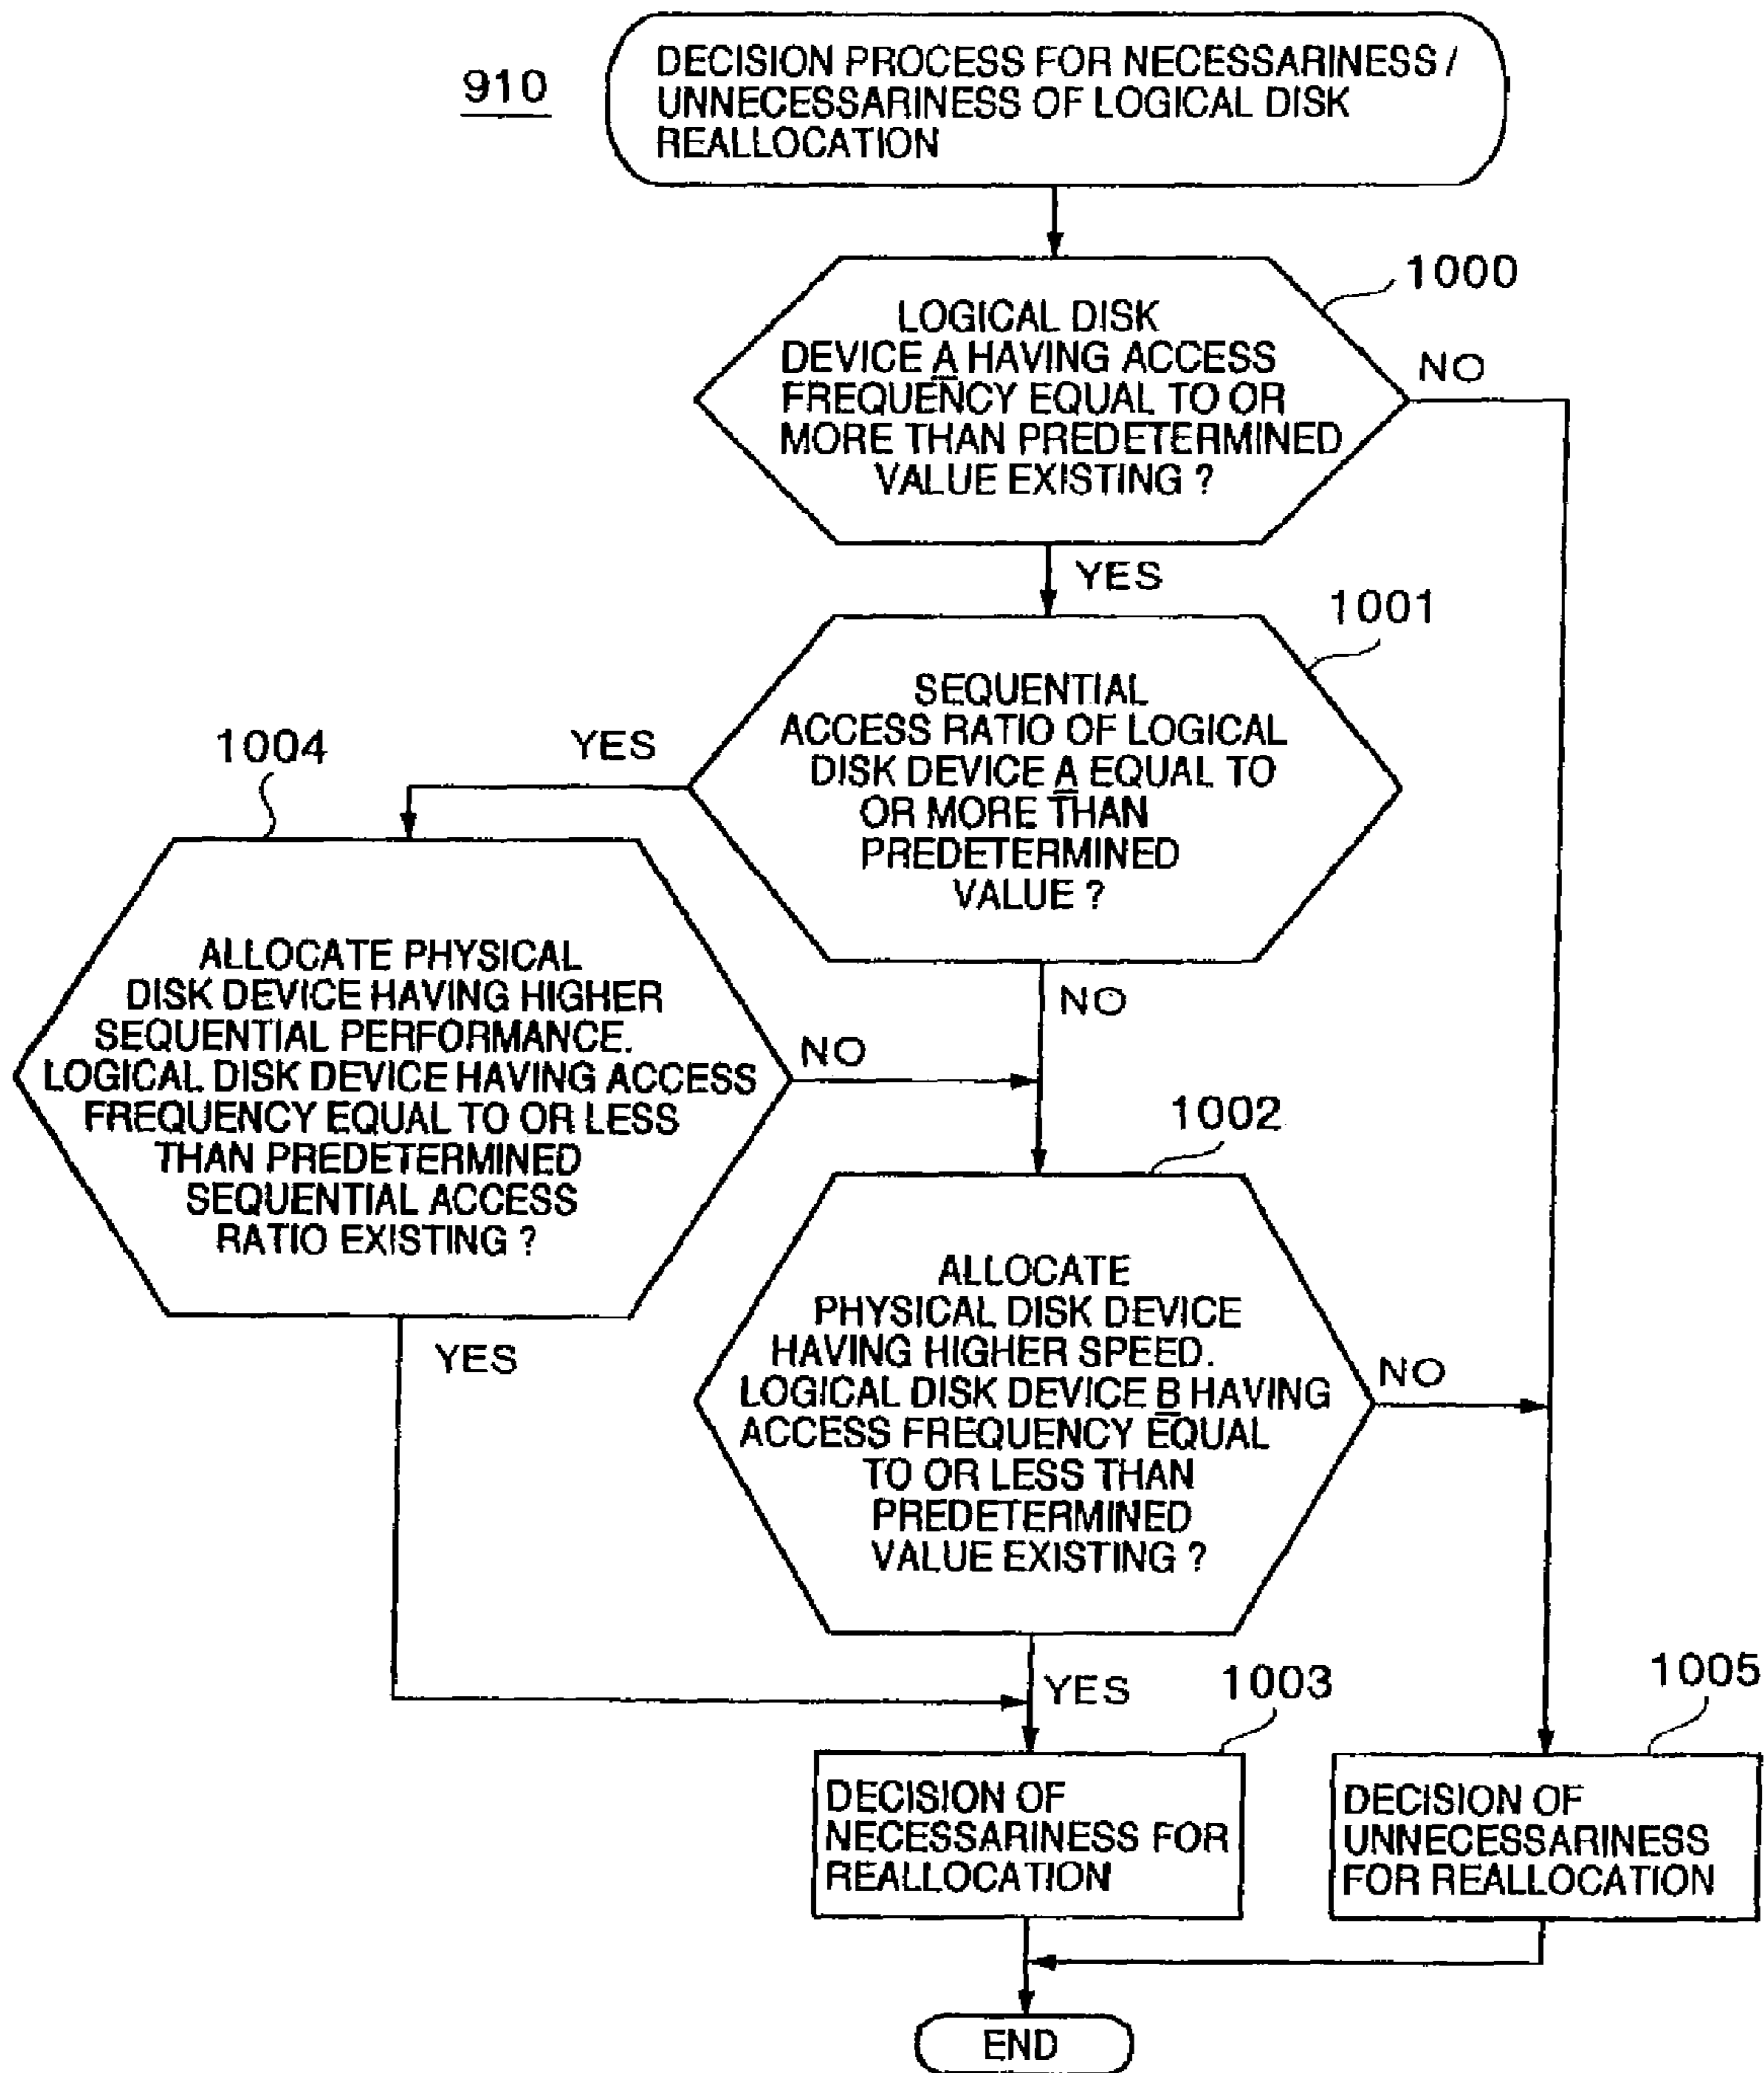 910
DECISION PROCESS FOR NECESSARINESS /
UNNECESSARINESS OF LOGICAL DISK
REALLOCATION
1000
LOGICAL DISK
DEVICE A HAVING ACCESS
FREQUENCY EQUAL TO OR
MORE THAN PREDETERMINED
VALUE EXISTING ?
NO
YES
1001
SEQUENTIAL
ACCESS RATIO OF LOGICAL
DISK DEVICE A EQUAL TO
OR MORE THAN
PREDETERMINED
VALUE ?
YES
NO
1004
ALLOCATE PHYSICAL
DISK DEVICE HAVING HIGHER
SEQUENTIAL PERFORMANCE.
LOGICAL DISK DEVICE HAVING ACCESS
FREQUENCY EQUAL TO OR LESS
THAN PREDETERMINED
SEQUENTIAL ACCESS
RATIO EXISTING ?
NO
YES
1002
ALLOCATE
PHYSICAL DISK DEVICE
HAVING HIGHER SPEED.
LOGICAL DISK DEVICE B HAVING
ACCESS FREQUENCY EQUAL
TO OR LESS THAN
PREDETERMINED
VALUE EXISTING ?
NO
YES
1003
DECISION OF
NECESSARINESS FOR
REALLOCATION
1005
DECISION OF
UNNECESSARINESS
FOR REALLOCATION
END